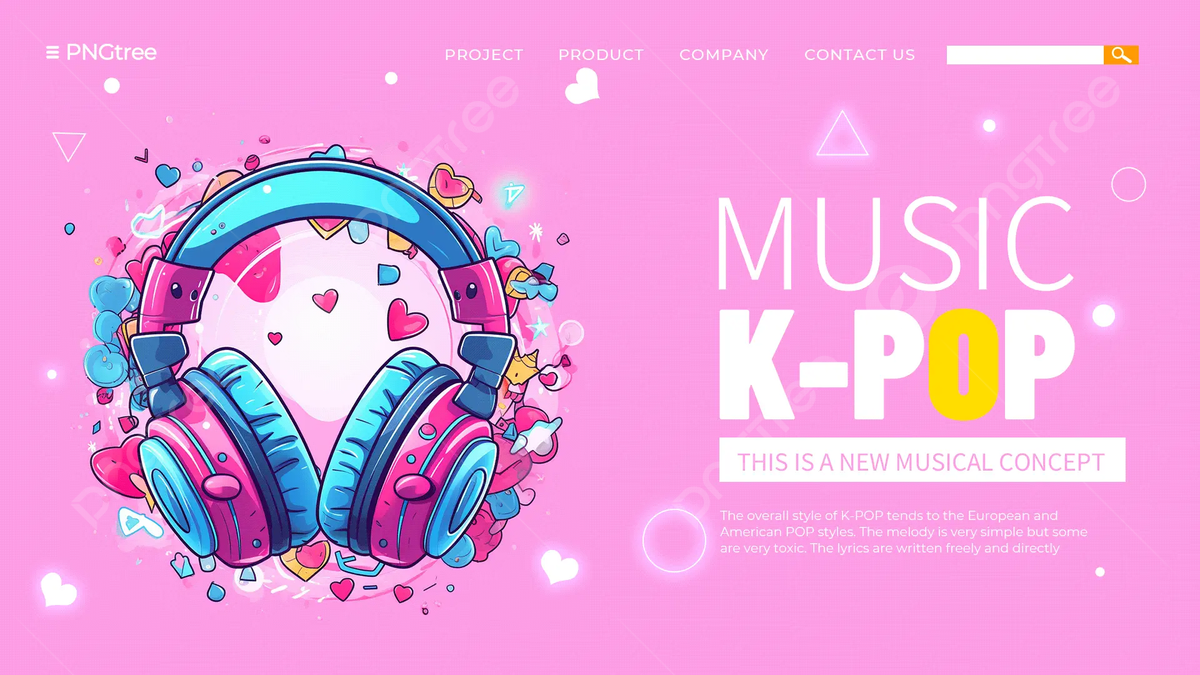 PNGtree
PROJECT PRODUCT COMPANY CONTACT US
MUSIC
K-POP
THIS IS A NEW MUSICAL CONCEPT
The overall style of K-POP tends to the European and
American POP styles. The melody is very simple but some
are very toxic. The lyrics are written freely and directly